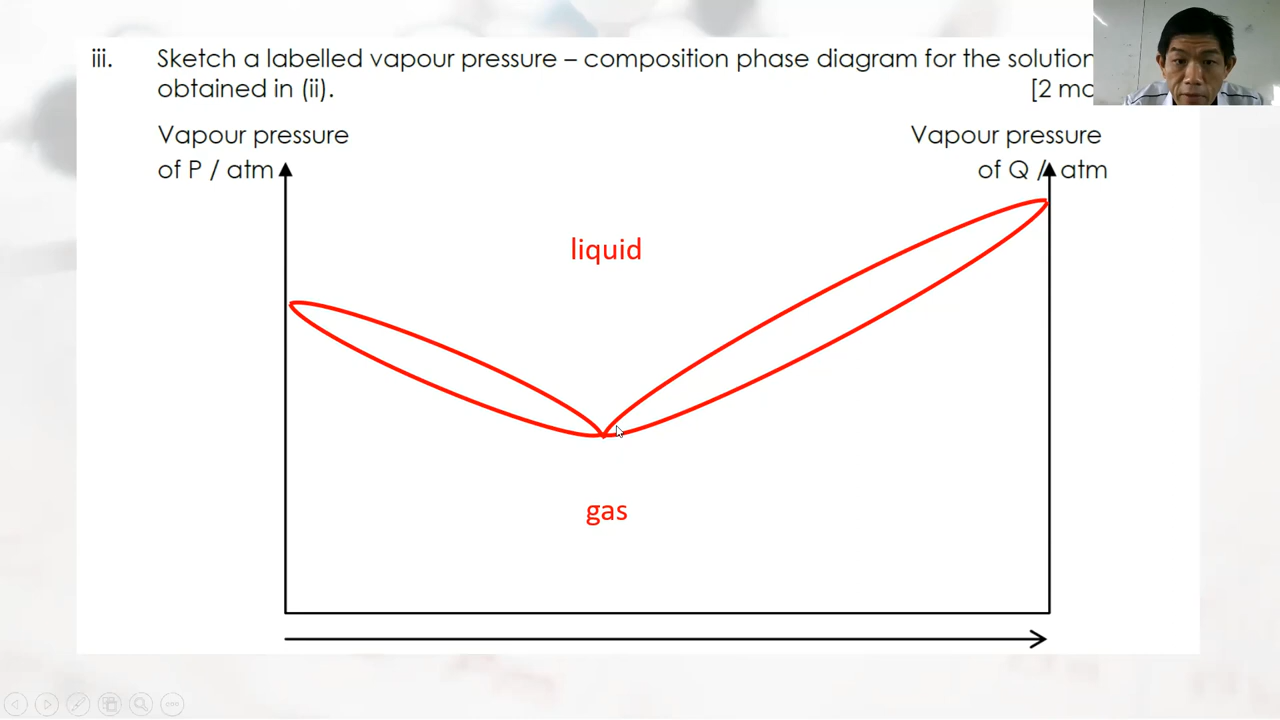 iii. Sketch a labelled vapour pressure – composition phase diagram for the solution
obtained in (ii). [2
Vapour pressure
of P / atm
Vapour pressure
of Q / atm
liquid
gas